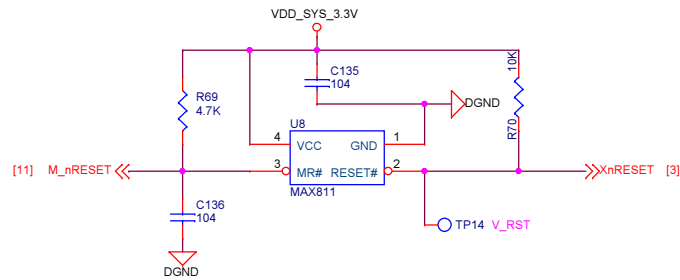 VDD_SYS_3.3V
C135
104
10K
R69
4.7K
DGND
R70
U8
4 VCC GND 1
[11] M_nRESET 3 MR# RESET# 2 XnRESET [3]
MAX811
C136
104
TP14 V_RST
DGND